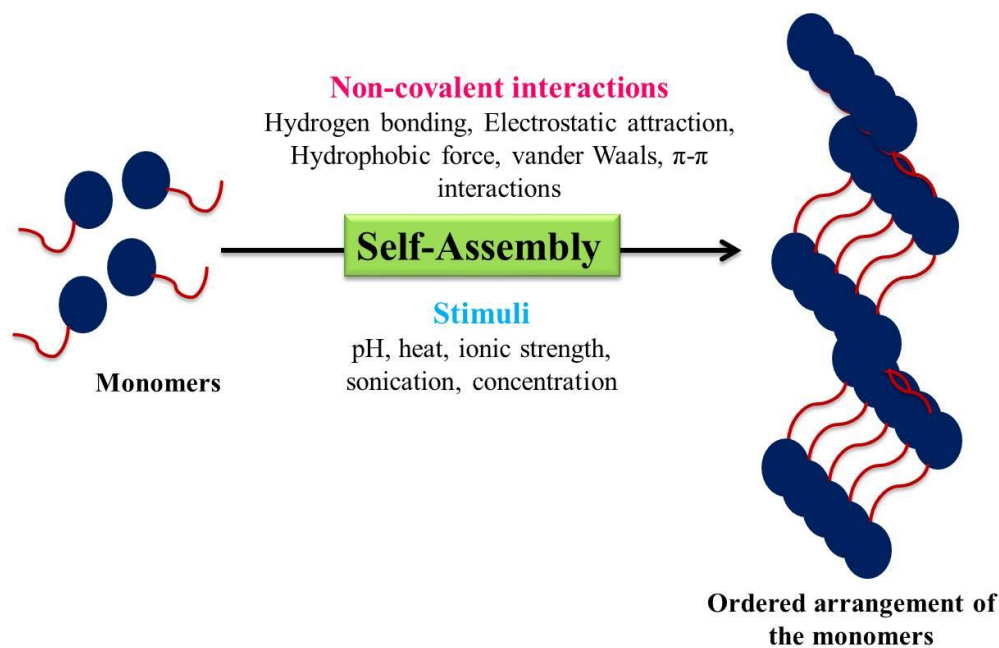 Non-covalent interactions
Hydrogen bonding, Electrostatic attraction,
Hydrophobic force, vander Waals, π-π
interactions
Self-Assembly
Stimuli
pH, heat, ionic strength,
sonication, concentration
Monomers
Ordered arrangement of
the monomers